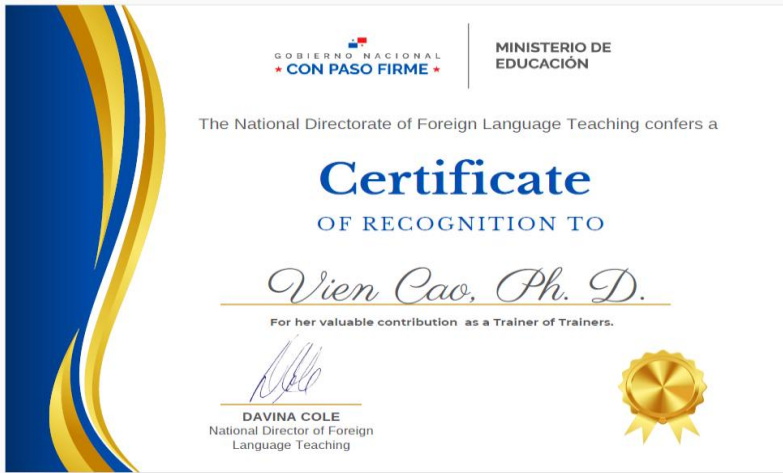 GOBIERNO NACIONAL
★ CON PASO FIRME ★
MINISTERIO DE
EDUCACIÓN
The National Directorate of Foreign Language Teaching confers a
Certificate
OF RECOGNITION TO
Vien Cao, Ph. D.
For her valuable contribution as a Trainer of Trainers.
DAVINA COLE
National Director of Foreign
Language Teaching